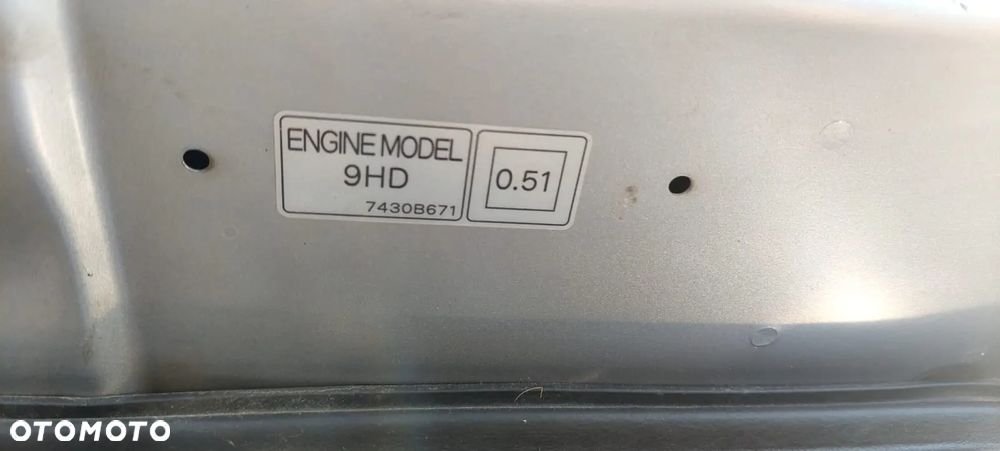 ENGINE MODEL
9HD
7430B671
0.51
OTOMOTO